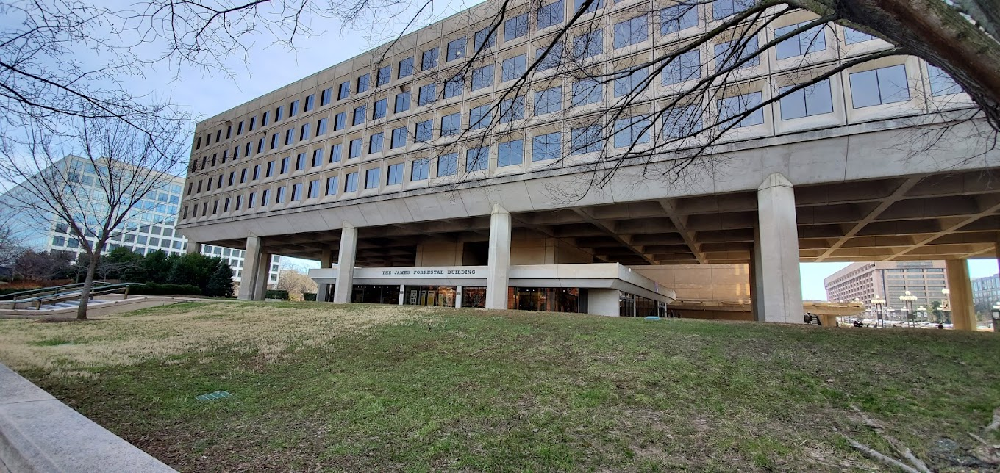 THE JAMES FORRESTAL BUILDING